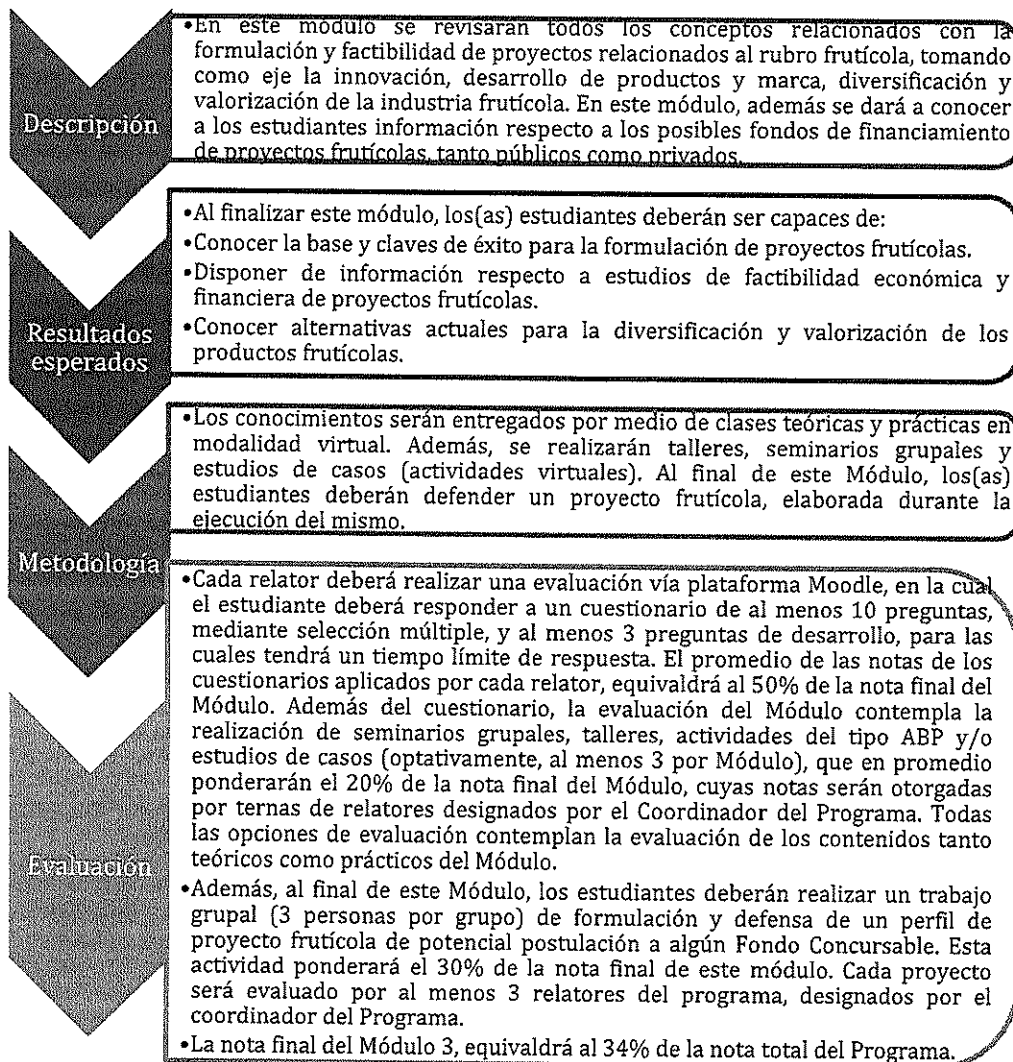 Descripción
•En este módulo se revisarán todos los conceptos relacionados con la
formulación y factibilidad de proyectos relacionados al rubro frutícola, tomando
como eje la innovación, desarrollo de productos y marca, diversificación y
valorización de la industria frutícola. En este módulo, además se dará a conocer
a los estudiantes información respecto a los posibles fondos de financiamiento
de proyectos frutícolas, tanto públicos como privados.
Resultados
esperados
•Al finalizar este módulo, los(as) estudiantes deberán ser capaces de:
•Conocer la base y claves de éxito para la formulación de proyectos frutícolas.
•Disponer de información respecto a estudios de factibilidad económica y
financiera de proyectos frutícolas.
•Conocer alternativas actuales para la diversificación y valorización de los
productos frutícolas.
Metodología
•Los conocimientos serán entregados por medio de clases teóricas y prácticas en
modalidad virtual. Además, se realizarán talleres, seminarios grupales y
estudios de casos (actividades virtuales). Al final de este Módulo, los(as)
estudiantes deberán defender un proyecto frutícola, elaborada durante la
ejecución del mismo.
Evaluación
•Cada relator deberá realizar una evaluación vía plataforma Moodle, en la cual
el estudiante deberá responder a un cuestionario de al menos 10 preguntas,
mediante selección múltiple, y al menos 3 preguntas de desarrollo, para las
cuales tendrá un tiempo límite de respuesta. El promedio de las notas de los
cuestionarios aplicados por cada relator, equivaldrá al 50% de la nota final del
Módulo. Además del cuestionario, la evaluación del Módulo contempla la
realización de seminarios grupales, talleres, actividades del tipo ABP y/o
estudios de casos (optativamente, al menos 3 por Módulo), que en promedio
ponderarán el 20% de la nota final del Módulo, cuyas notas serán otorgadas
por ternas de relatores designados por el Coordinador del Programa. Todas
las opciones de evaluación contemplan la evaluación de los contenidos tanto
teóricos como prácticos del Módulo.
•Además, al final de este Módulo, los estudiantes deberán realizar un trabajo
grupal (3 personas por grupo) de formulación y defensa de un perfil de
proyecto frutícola de potencial postulación a algún Fondo Concursable. Esta
actividad ponderará el 30% de la nota final de este módulo. Cada proyecto
será evaluado por al menos 3 relatores del programa, designados por el
coordinador del Programa.
•La nota final del Módulo 3, equivaldrá al 34% de la nota total del Programa.